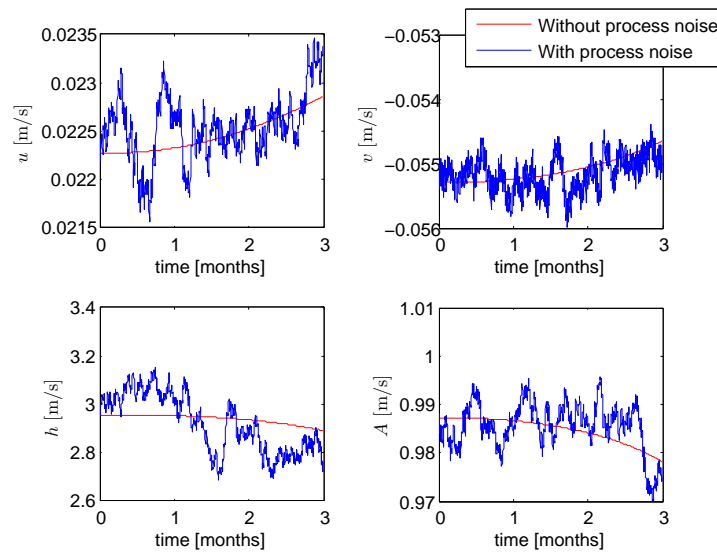 0.0235
0.023
0.0225
0.022
0.0215
u [m/s]
0 1 2 3
time [months]
Without process noise
With process noise
−0.053
−0.054
−0.055
−0.056
v [m/s]
0 1 2 3
time [months]
3.4
3.2
3
2.8
2.6
h [m/s]
0 1 2 3
time [months]
1.01
1
0.99
0.98
0.97
A [m/s]
0 1 2 3
time [months]